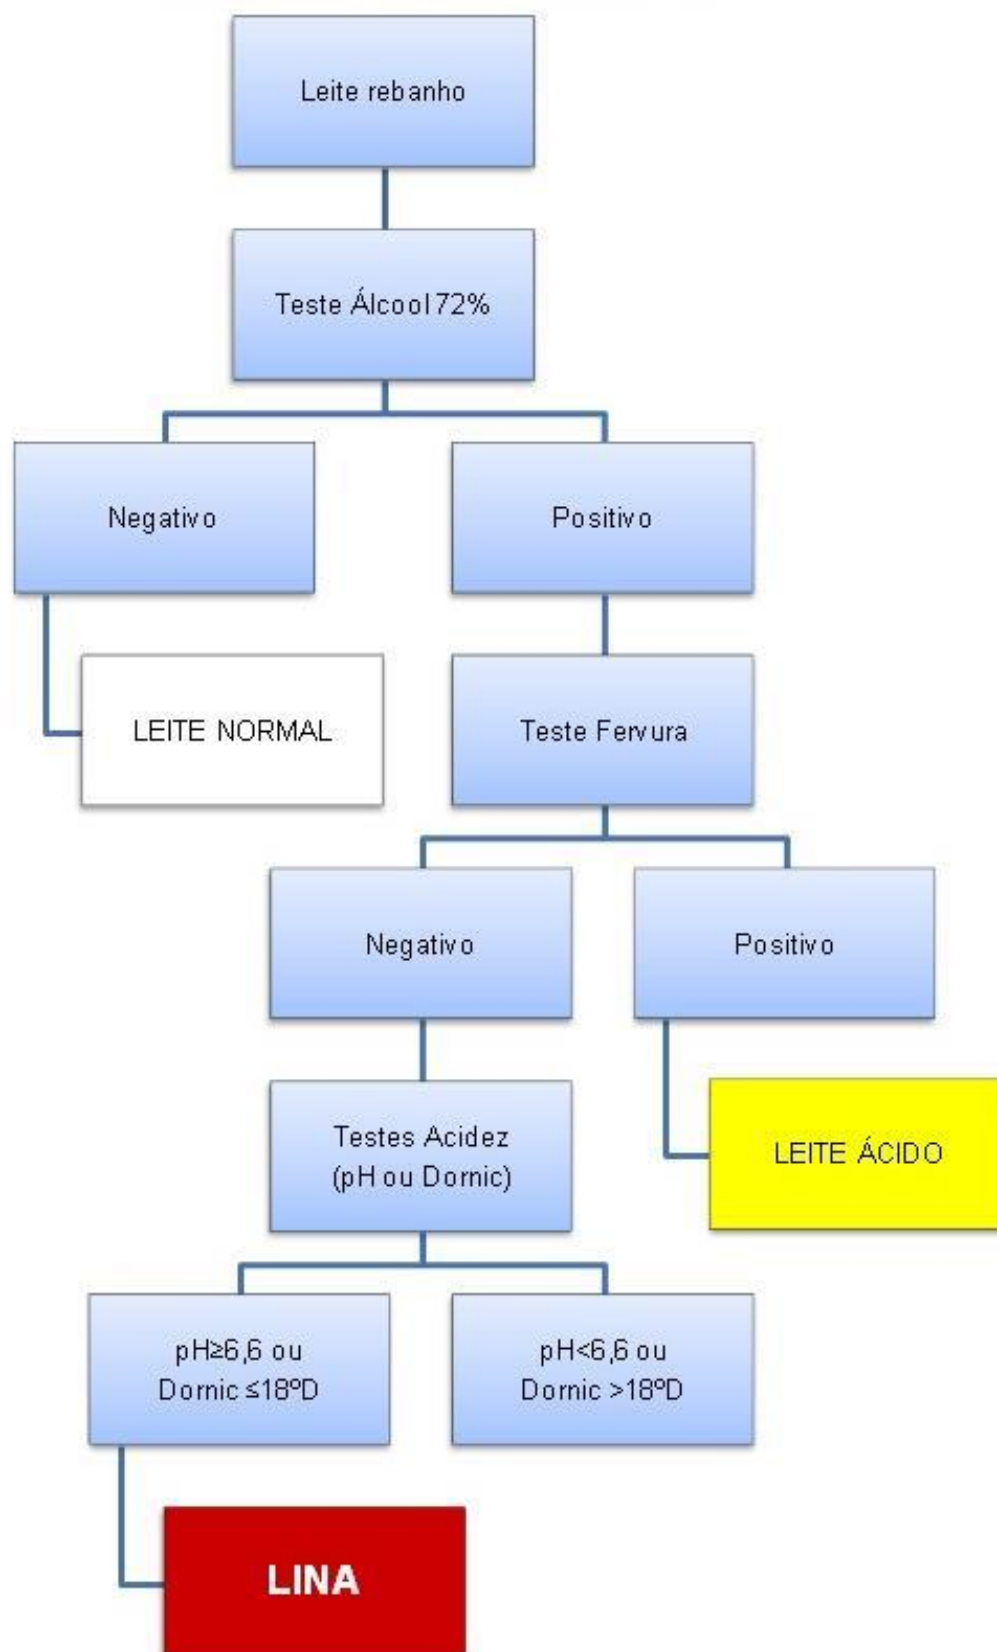 Leite rebanho
Teste Álcool 72%
Negativo
Positivo
LEITE NORMAL
Teste Fervura
Negativo
Positivo
Testes Acidez
(pH ou Dornic)
LEITE ÁCIDO
pH≥6,6 ou
Dornic ≤18ºD
pH<6,6 ou
Dornic >18ºD
LINA